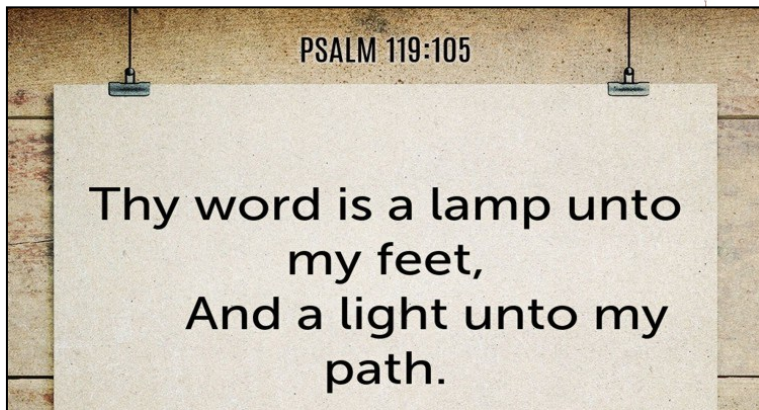 PSALM 119:105
Thy word is a lamp unto
my feet,
And a light unto my
path.